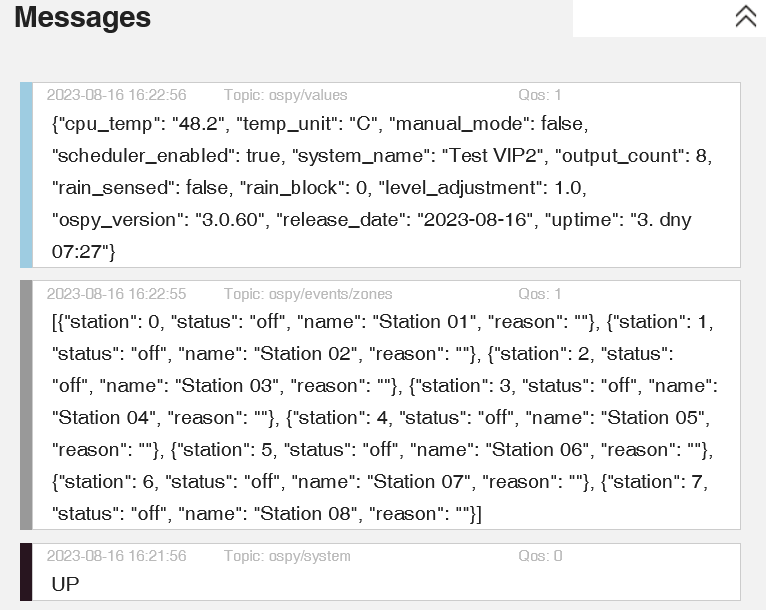 Messages
2023-08-16 16:22:56 Topic: ospy/values Qos: 1
{"cpu_temp": "48.2", "temp_unit": "C", "manual_mode": false,
"scheduler_enabled": true, "system_name": "Test VIP2", "output_count": 8,
"rain_sensed": false, "rain_block": 0, "level_adjustment": 1.0,
"ospy_version": "3.0.60", "release_date": "2023-08-16", "uptime": "3. dny
07:27"}
2023-08-16 16:22:55 Topic: ospy/events/zones Qos: 1
[{"station": 0, "status": "off", "name": "Station 01", "reason": ""}, {"station": 1,
"status": "off", "name": "Station 02", "reason": ""}, {"station": 2, "status":
"off", "name": "Station 03", "reason": ""}, {"station": 3, "status": "off", "name":
"Station 04", "reason": ""}, {"station": 4, "status": "off", "name": "Station 05",
"reason": ""}, {"station": 5, "status": "off", "name": "Station 06", "reason": ""},
{"station": 6, "status": "off", "name": "Station 07", "reason": ""}, {"station": 7,
"status": "off", "name": "Station 08", "reason": ""}]
2023-08-16 16:21:56 Topic: ospy/system Qos: 0
UP